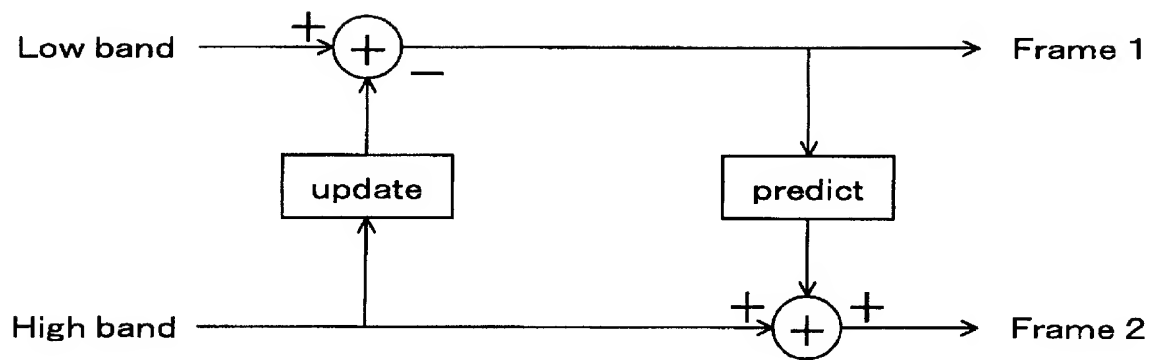 Low band + + − Frame 1
update predict
High band + + + Frame 2